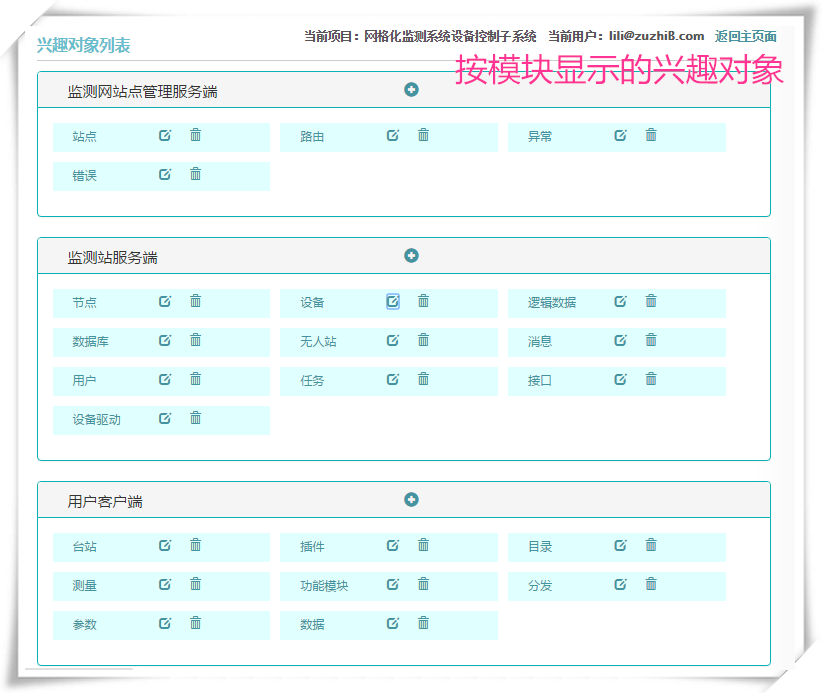 当前项目：网格化监测系统设备控制子系统 当前用户：lili@zuzhiB.com 返回主页面
兴趣对象列表
按模块显示的兴趣对象
监测网站点管理服务端
站点 路由 异常
错误
监测站服务端
节点 设备 逻辑数据
数据库 无人站 消息
用户 任务 接口
设备驱动
用户客户端
台站 插件 目录
测量 功能模块 分发
参数 数据